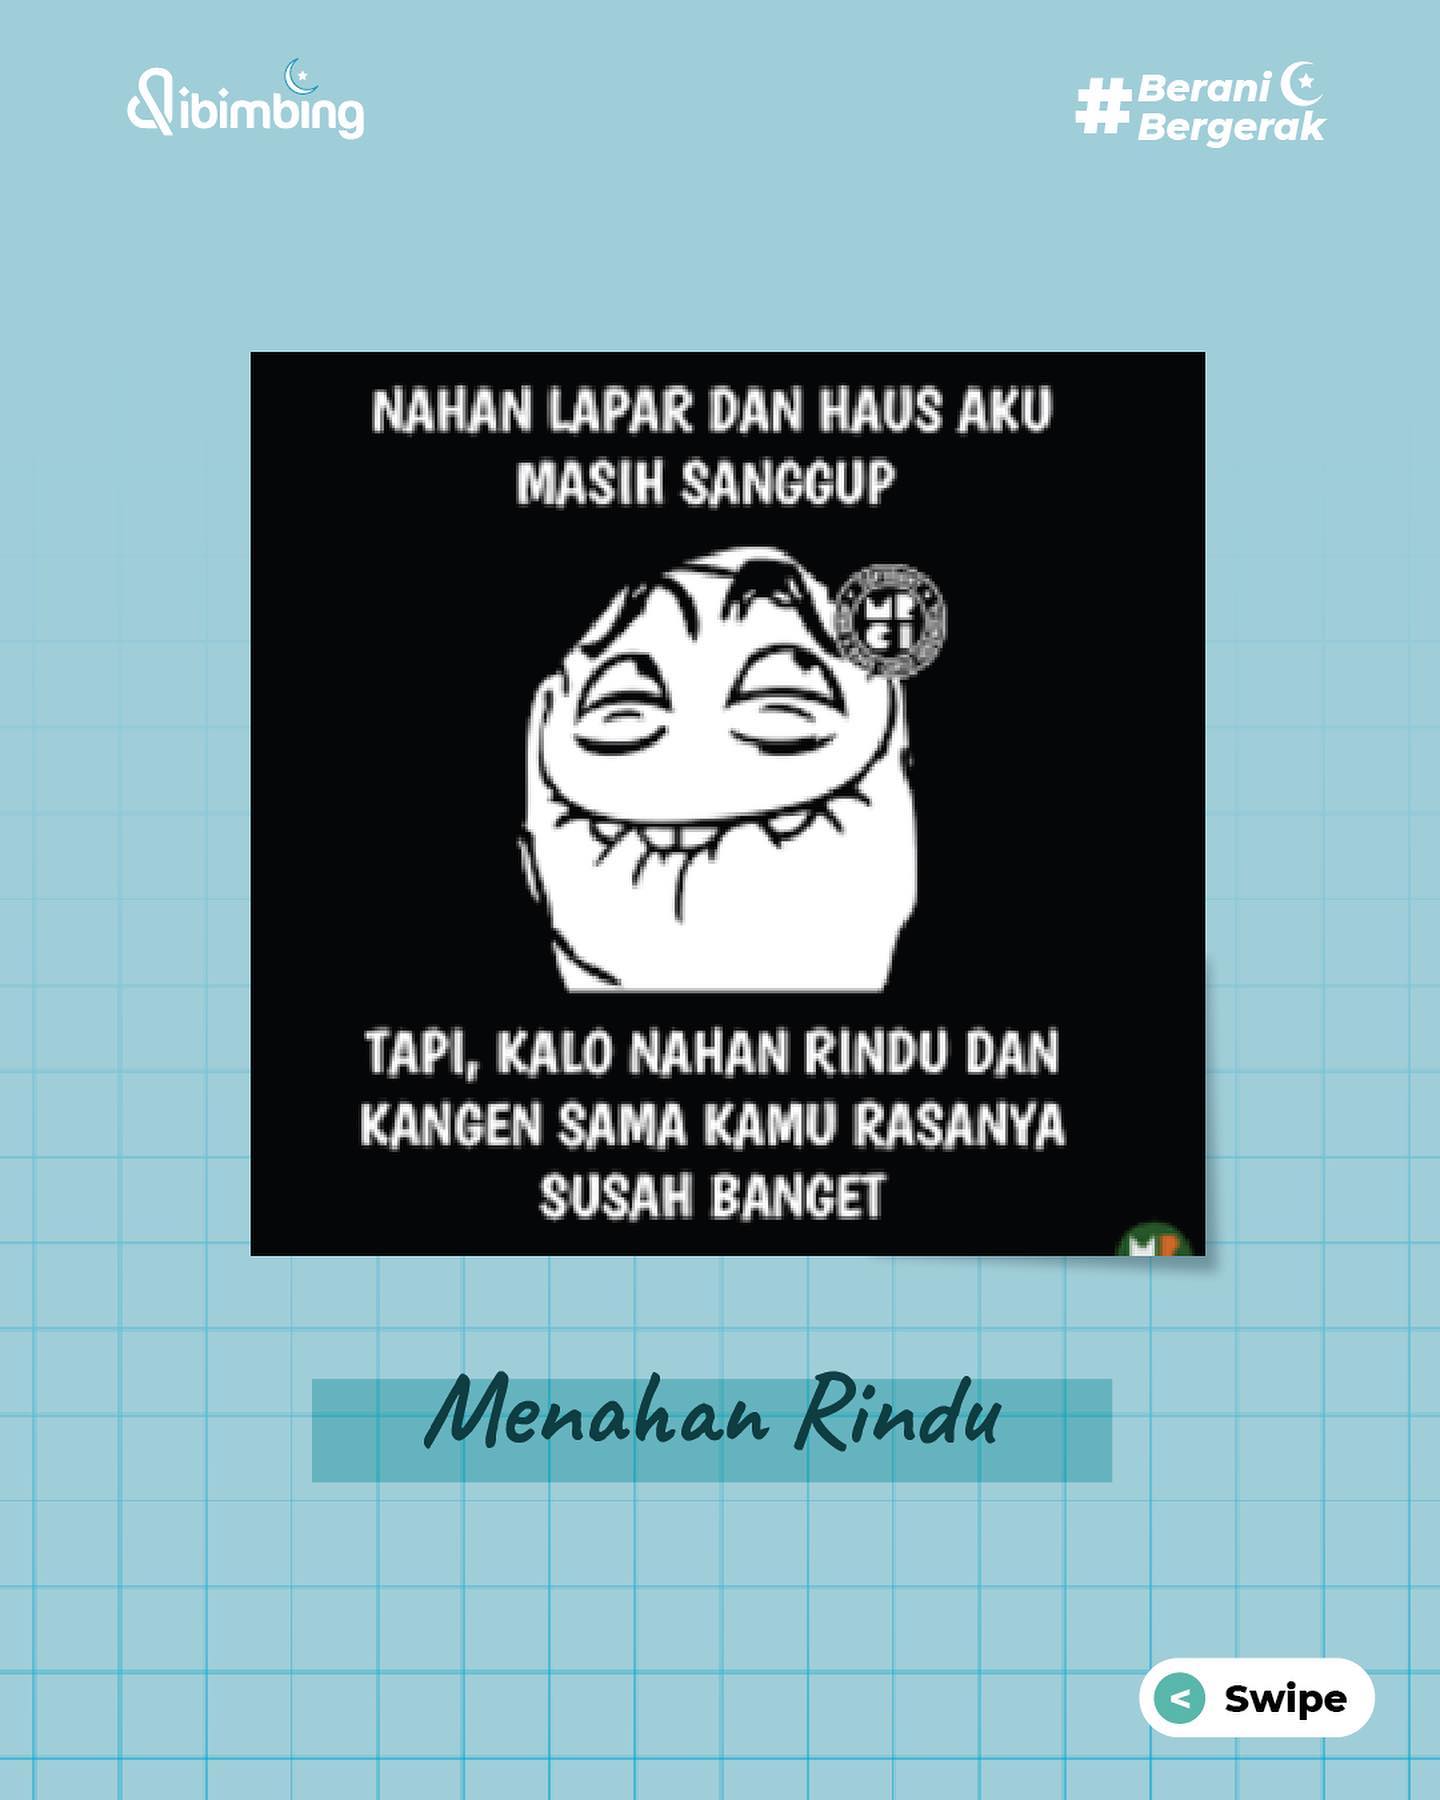 dibimbing
#Berani
Bergerak
NAHAN LAPAR DAN HAUS AKU
MASIH SANGGUP
TAPI, KALO NAHAN RINDU DAN
KANGEN SAMA KAMU RASANYA
SUSAH BANGET
Menahan Rindu
< Swipe